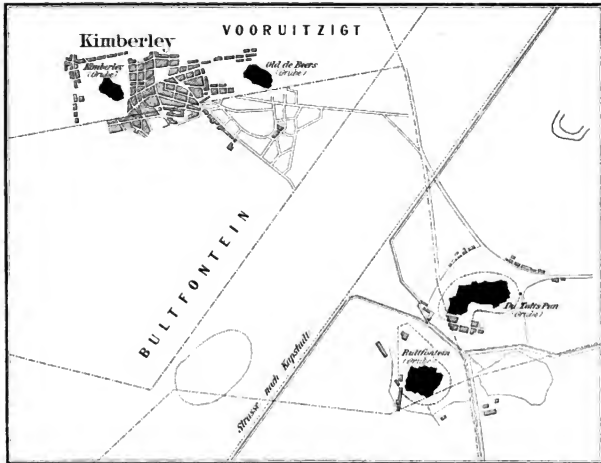 VOORUITZIGT
Kimberley
Kimberley
(Grube)
Old de Beers
(Grube)
BULTFONTEIN
Du Toits Pan
(Grube)
Bultfontein
(Grube)
Strasse nach Kapstadt